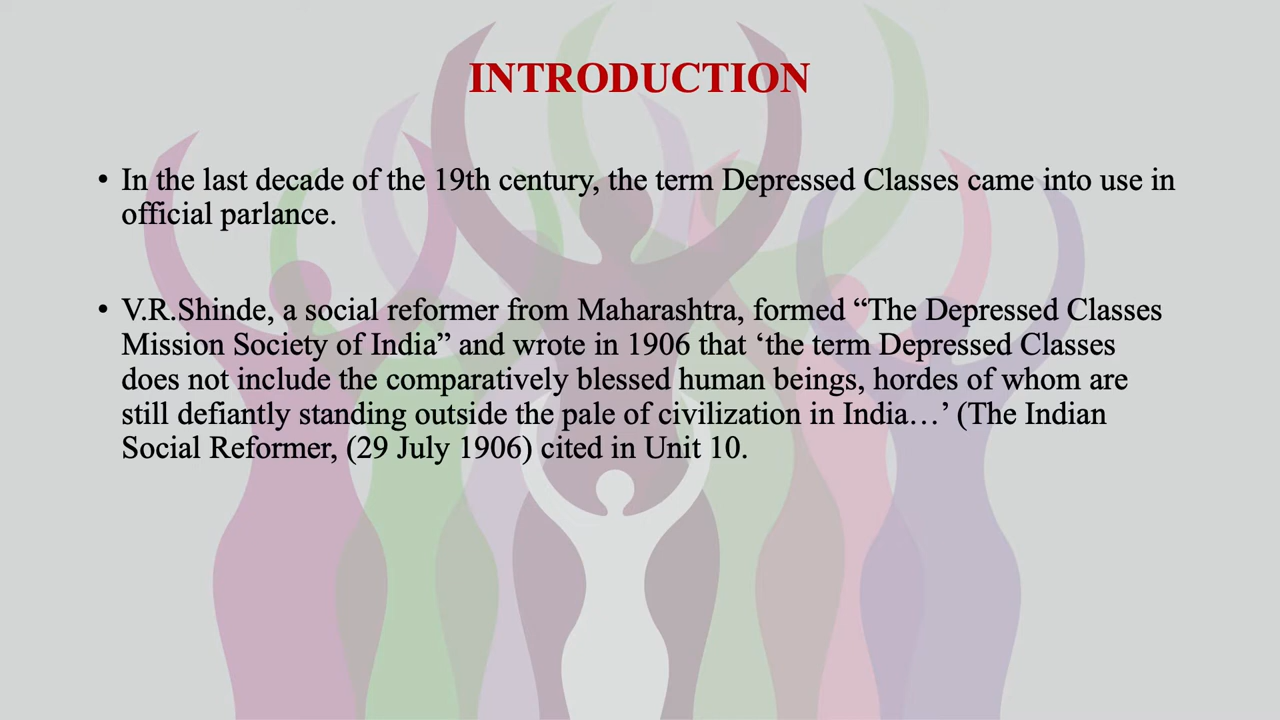 INTRODUCTION
• In the last decade of the 19th century, the term Depressed Classes came into use in
official parlance.
• V.R.Shinde, a social reformer from Maharashtra, formed “The Depressed Classes
Mission Society of India” and wrote in 1906 that ‘the term Depressed Classes
does not include the comparatively blessed human beings, hordes of whom are
still defiantly standing outside the pale of civilization in India…’ (The Indian
Social Reformer, (29 July 1906) cited in Unit 10.